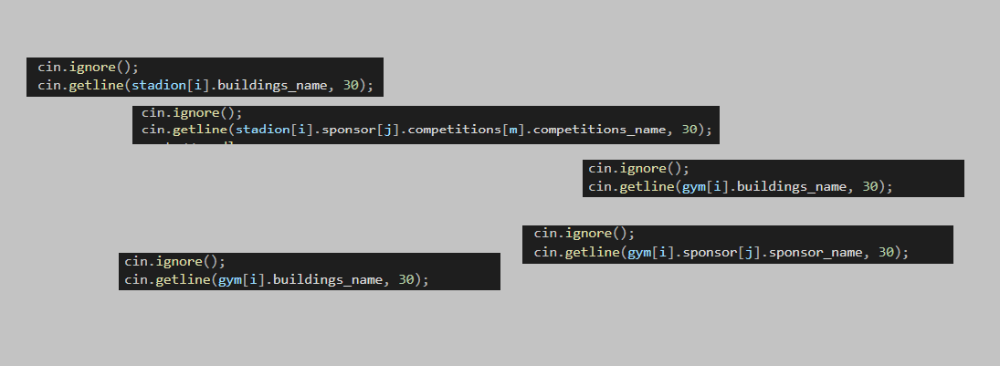 cin.ignore();
cin.getline(stadion[i].buildings_name, 30);
cin.ignore();
cin.getline(stadion[i].sponsor[j].competitions[m].competitions_name, 30);
cin.ignore();
cin.getline(gym[i].buildings_name, 30);
cin.ignore();
cin.getline(gym[i].sponsor[j].sponsor_name, 30);
cin.ignore();
cin.getline(gym[i].buildings_name, 30);